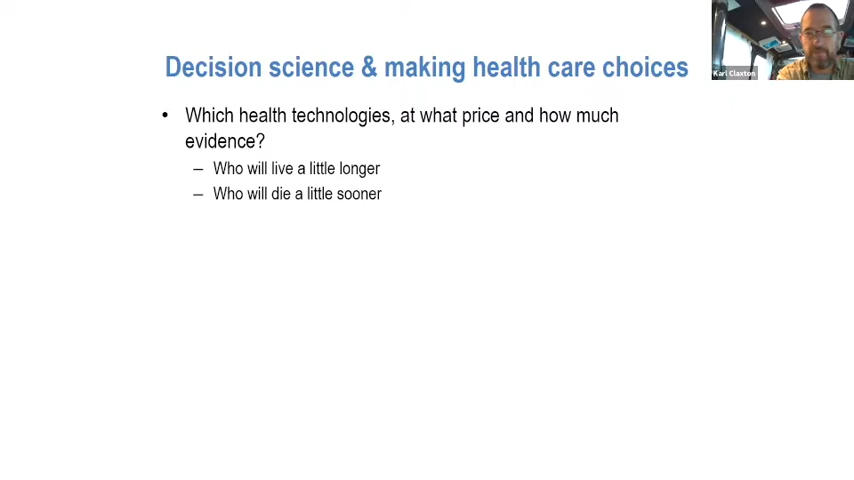 Decision science & making health care choices
Karl Claxton
• Which health technologies, at what price and how much
evidence?
– Who will live a little longer
– Who will die a little sooner